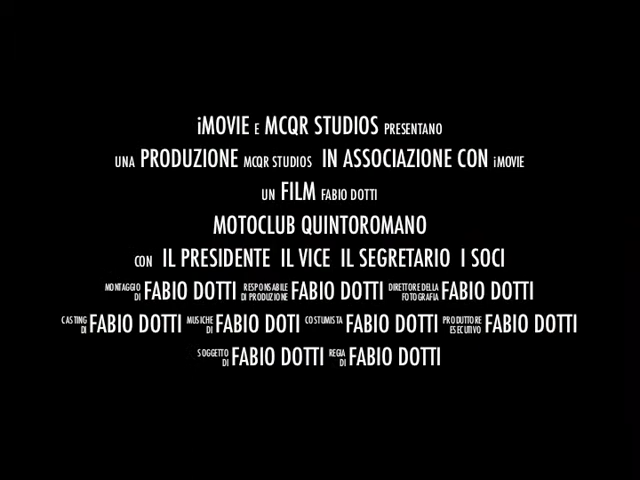 iMOVIE E MCQR STUDIOS PRESENTANO
UNA PRODUZIONE MCQR STUDIOS IN ASSOCIAZIONE CON iMOVIE
UN FILM FABIO DOTTI
MOTOCLUB QUINTOROMANO
CON IL PRESIDENTE IL VICE IL SEGRETARIO I SOCI
MONTAGGIO DI FABIO DOTTI RESPONSABILE DI PRODUZIONE FABIO DOTTI DIRETTORE DELLA FOTOGRAFIA FABIO DOTTI
CASTING DI FABIO DOTTI MUSICHE DI FABIO DOTI COSTUMISTA FABIO DOTTI PRODUTTORE ESECUTIVO FABIO DOTTI
SOGGETTO DI FABIO DOTTI REGIA DI FABIO DOTTI